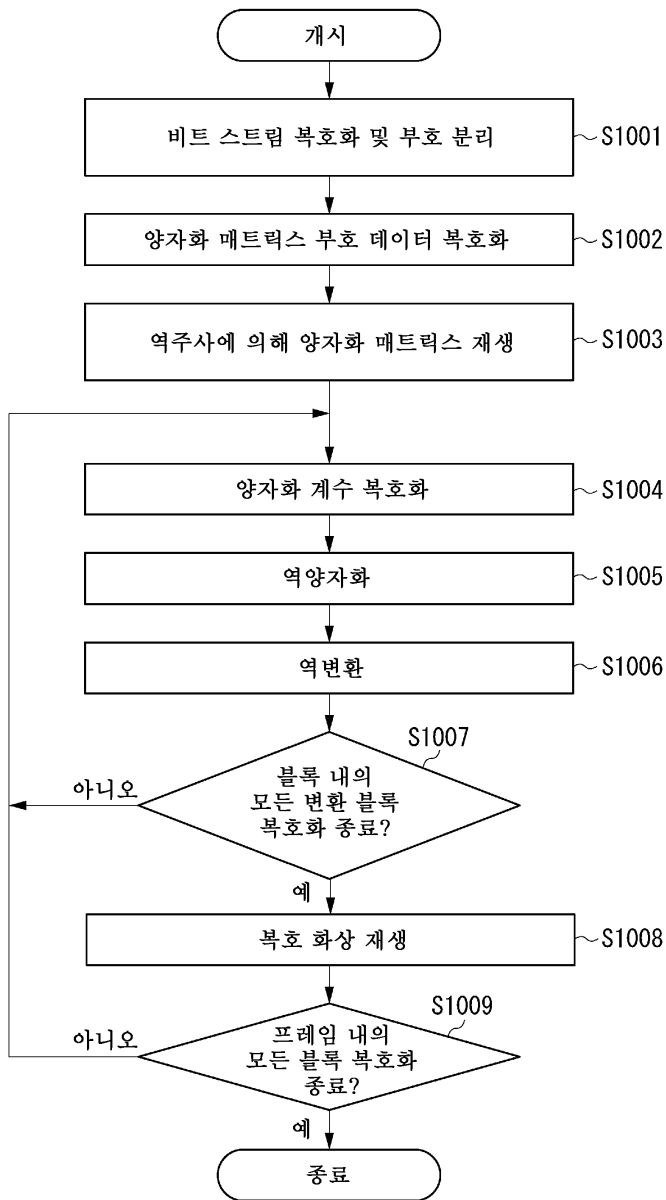 개시
비트 스트림 복호화 및 부호 분리
S1001
양자화 매트릭스 부호 데이터 복호화
S1002
역주사에 의해 양자화 매트릭스 재생
S1003
양자화 계수 복호화
S1004
역양자화
S1005
역변환
S1006
S1007
블록 내의
모든 변환 블록
복호화 종료?
아니오
예
복호 화상 재생
S1008
S1009
프레임 내의
모든 블록 복호화
종료?
아니오
예
종료